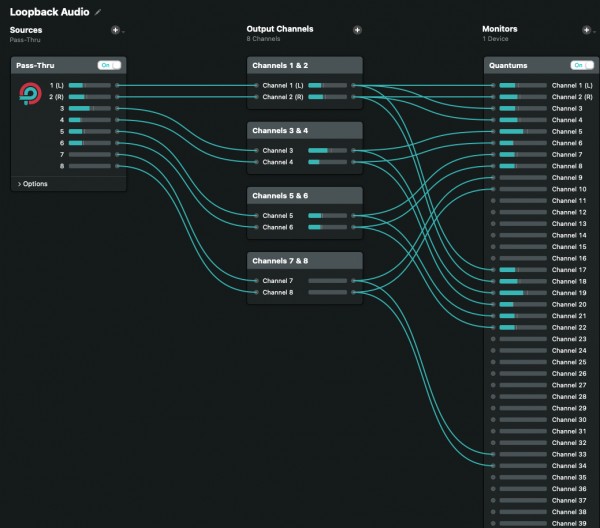 Loopback Audio
Sources
Pass-Thru
Output Channels
8 Channels
Monitors
1 Device
Pass-Thru
On
1 (L)
2 (R)
3
4
5
6
7
8
> Options
Channels 1 & 2
Channel 1 (L)
Channel 2 (R)
Channels 3 & 4
Channel 3
Channel 4
Channels 5 & 6
Channel 5
Channel 6
Channels 7 & 8
Channel 7
Channel 8
Quantums
On
Channel 1 (L)
Channel 2 (R)
Channel 3
Channel 4
Channel 5
Channel 6
Channel 7
Channel 8
Channel 9
Channel 10
Channel 11
Channel 12
Channel 13
Channel 14
Channel 15
Channel 16
Channel 17
Channel 18
Channel 19
Channel 20
Channel 21
Channel 22
Channel 23
Channel 24
Channel 25
Channel 26
Channel 27
Channel 28
Channel 29
Channel 30
Channel 31
Channel 32
Channel 33
Channel 34
Channel 35
Channel 36
Channel 37
Channel 38
Channel 39